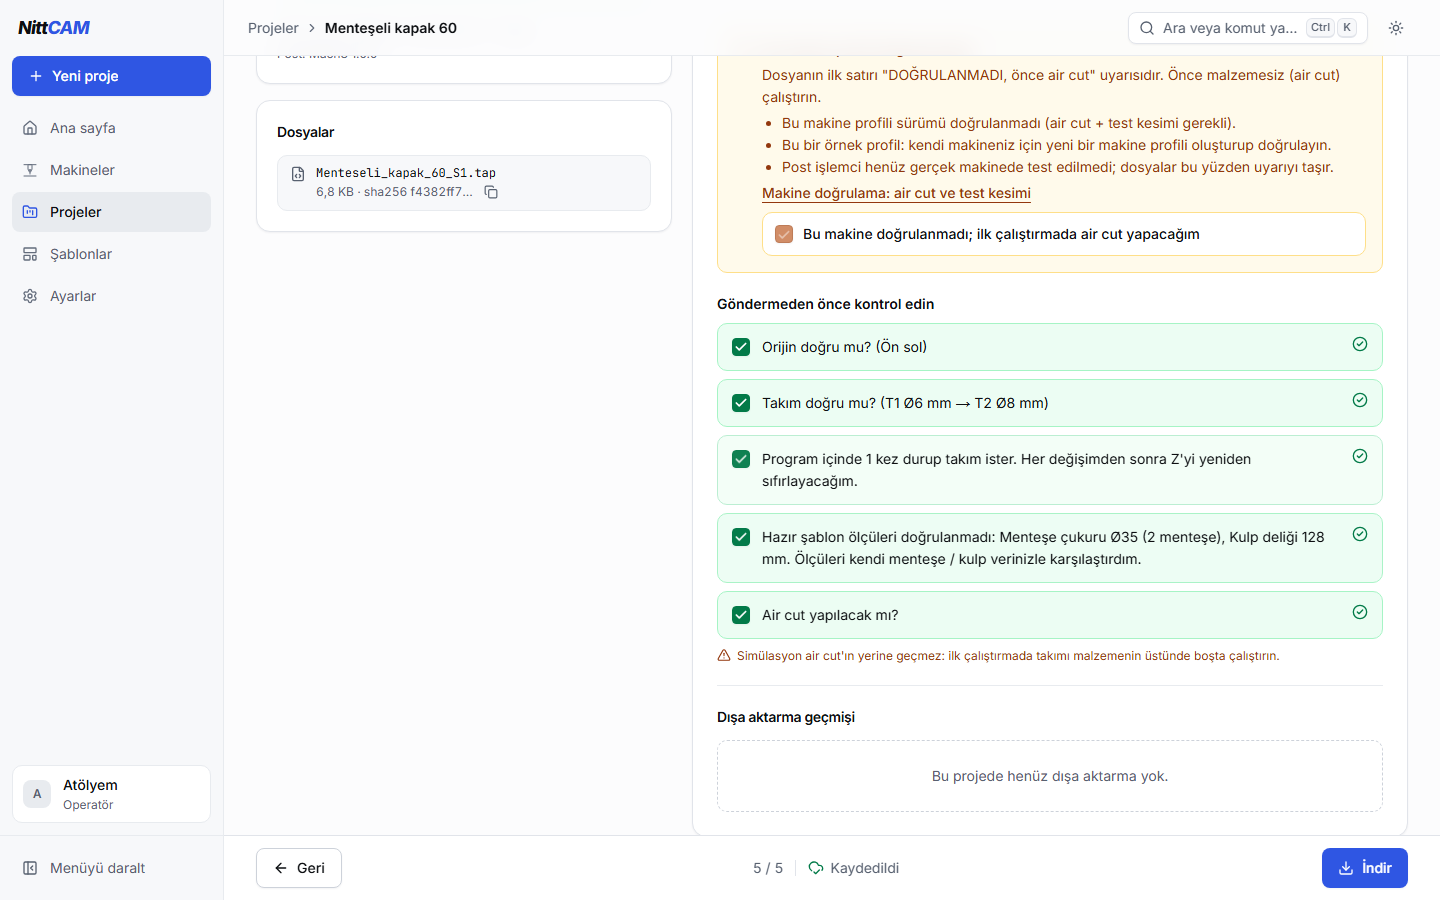 NittCAM
Yeni proje
Ana sayfa
Makineler
Projeler
Şablonlar
Ayarlar
A
Atölyem
Operatör
Menüyü daralt
Projeler > Menteşeli kapak 60
Ara veya komut ya... Ctrl K
Dosyalar
Menteseli_kapak_60_S1.tap
6,8 KB · sha256 f4382ff7...
Dosyanın ilk satırı "DOĞRULANMADI, önce air cut" uyarısıdır. Önce malzemesiz (air cut)
çalıştırın.
• Bu makine profili sürümü doğrulanmadı (air cut + test kesimi gerekli).
• Bu bir örnek profil: kendi makineniz için yeni bir makine profili oluşturup doğrulayın.
• Post işlemci henüz gerçek makinede test edilmedi; dosyalar bu yüzden uyarıyı taşır.
Makine doğrulama: air cut ve test kesimi
Bu makine doğrulanmadı; ilk çalıştırmada air cut yapacağım
Göndermeden önce kontrol edin
Orijin doğru mu? (Ön sol)
Takım doğru mu? (T1 Ø6 mm → T2 Ø8 mm)
Program içinde 1 kez durup takım ister. Her değişimden sonra Z'yi yeniden
sıfırlayacağım.
Hazır şablon ölçüleri doğrulanmadı: Menteşe çukuru Ø35 (2 menteşe), Kulp deliği 128
mm. Ölçüleri kendi menteşe / kulp verinizle karşılaştırdım.
Air cut yapılacak mı?
Simülasyon air cut'ın yerine geçmez: ilk çalıştırmada takımı malzemenin üstünde boşta çalıştırın.
Dışa aktarma geçmişi
Bu projede henüz dışa aktarma yok.
Geri
5 / 5
Kaydedildi
İndir